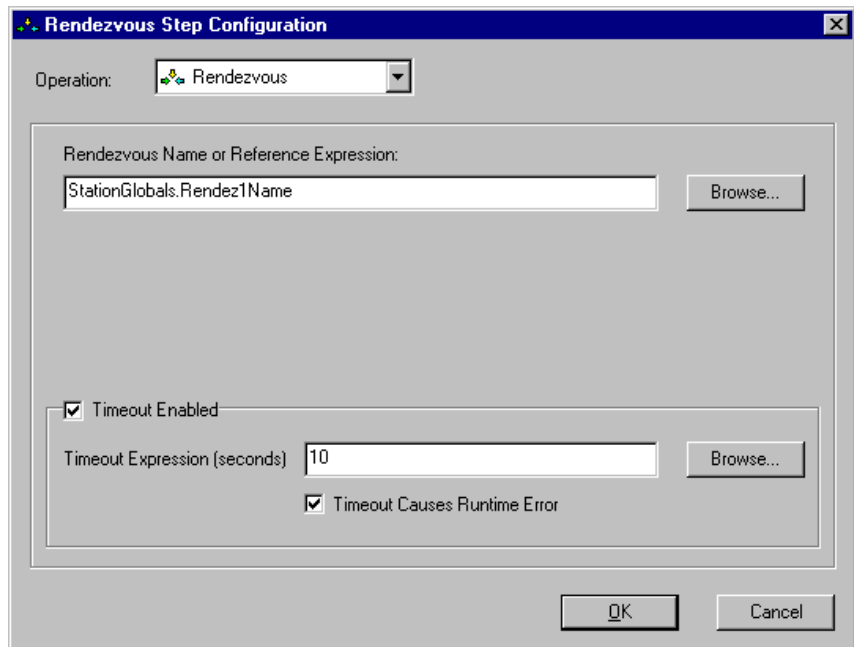 Rendezvous Step Configuration
Operation: Rendezvous
Rendezvous Name or Reference Expression:
StationGlobals.Rendez1Name Browse...
Timeout Enabled
Timeout Expression (seconds) 10 Browse...
Timeout Causes Runtime Error
OK Cancel